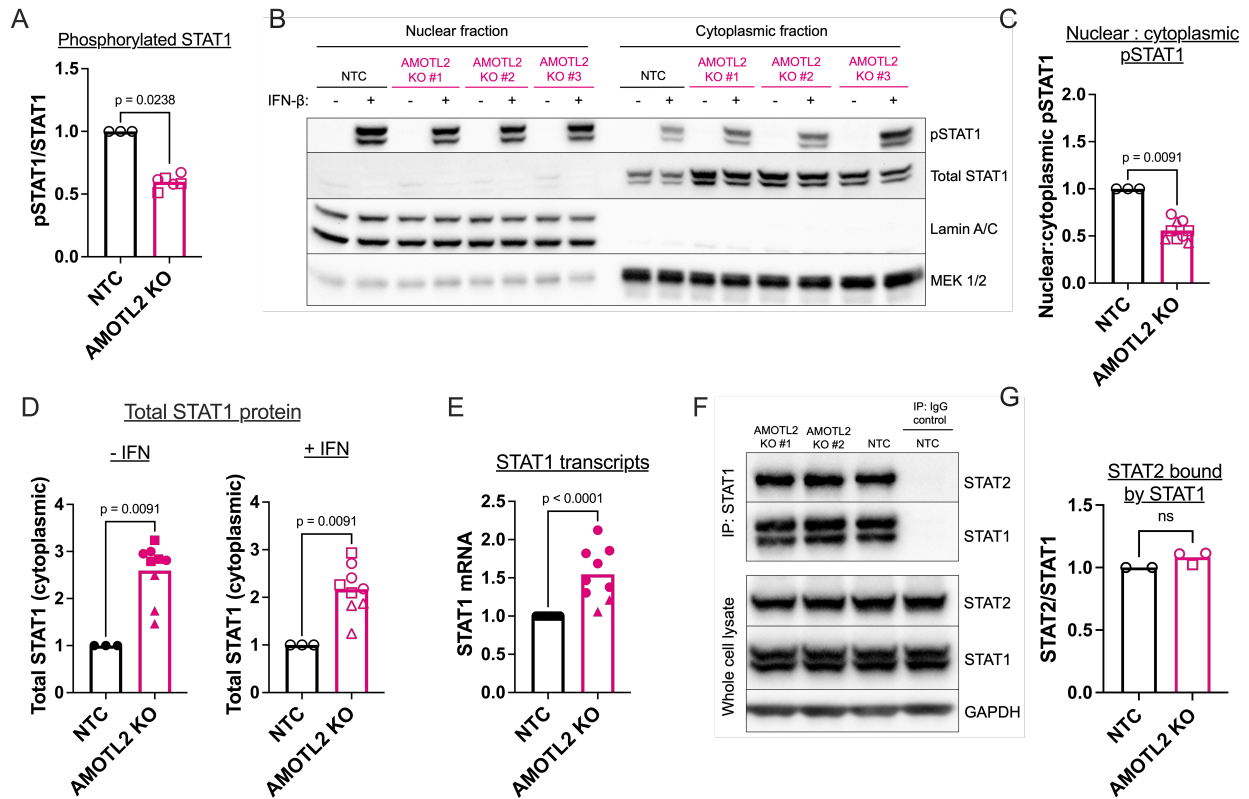 A
Phosphorylated STAT1
pSTAT1/STAT1
1.5
1.0
0.5
0.0
p = 0.0238
NTC
AMOTL2 KO
B
Nuclear fraction
Cytoplasmic fraction
NTC
AMOTL2
KO #1
AMOTL2
KO #2
AMOTL2
KO #3
NTC
AMOTL2
KO #1
AMOTL2
KO #2
AMOTL2
KO #3
IFN-β:
- + - + - + - + - + - + - + - +
pSTAT1
Total STAT1
Lamin A/C
MEK 1/2
C
Nuclear : cytoplasmic
pSTAT1
Nuclear:cytoplasmic pSTAT1
2.0
1.5
1.0
0.5
0.0
p = 0.0091
NTC
AMOTL2 KO
D
Total STAT1 protein
- IFN
Total STAT1 (cytoplasmic)
4
3
2
1
0
p = 0.0091
NTC
AMOTL2 KO
+ IFN
Total STAT1 (cytoplasmic)
4
3
2
1
0
p = 0.0091
NTC
AMOTL2 KO
E
STAT1 transcripts
STAT1 mRNA
2.5
2.0
1.5
1.0
0.5
0.0
p < 0.0001
NTC
AMOTL2 KO
F
AMOTL2
KO #1
AMOTL2
KO #2
NTC
IP: IgG
control
NTC
IP: STAT1
STAT2
STAT1
Whole cell lysate
STAT2
STAT1
GAPDH
G
STAT2 bound
by STAT1
STAT2/STAT1
1.5
1.0
0.5
0.0
ns
NTC
AMOTL2 KO